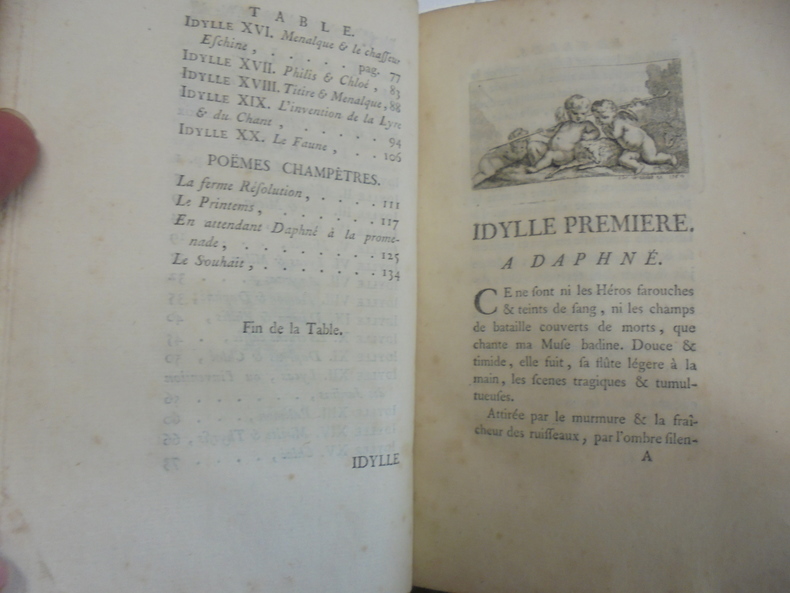 TABLE.
IDYLLE XVI. Menalque & le chasseur
Eschine, . . . . . pag. 77
IDYLLE XVII. Philis & Chloé, . 83
IDYLLE XVIII. Titire & Menalque, 88
IDYLLE XIX. L'invention de la Lyre
& du Chant, . . . . . . 94
IDYLLE XX. Le Faune, . . 106
POËMES CHAMPÊTRES.
La ferme Résolution, . . . . 111
Le Printems, . . . . . . . 117
En attendant Daphné à la prome-
nade, . . . . . . . . . 125
Le Souhait, . . . . . . . 134
Fin de la Table.
IDYLLE
IDYLLE PREMIERE.
A DAPHNÉ.
CE ne sont ni les Héros farouches
& teints de sang, ni les champs
de bataille couverts de morts, que
chante ma Muse badine. Douce &
timide, elle fuit, sa flûte légere à la
main, les scenes tragiques & tumul-
tueuses.
Attirée par le murmure & la fraî-
cheur des ruisseaux, par l'ombre silen-
A